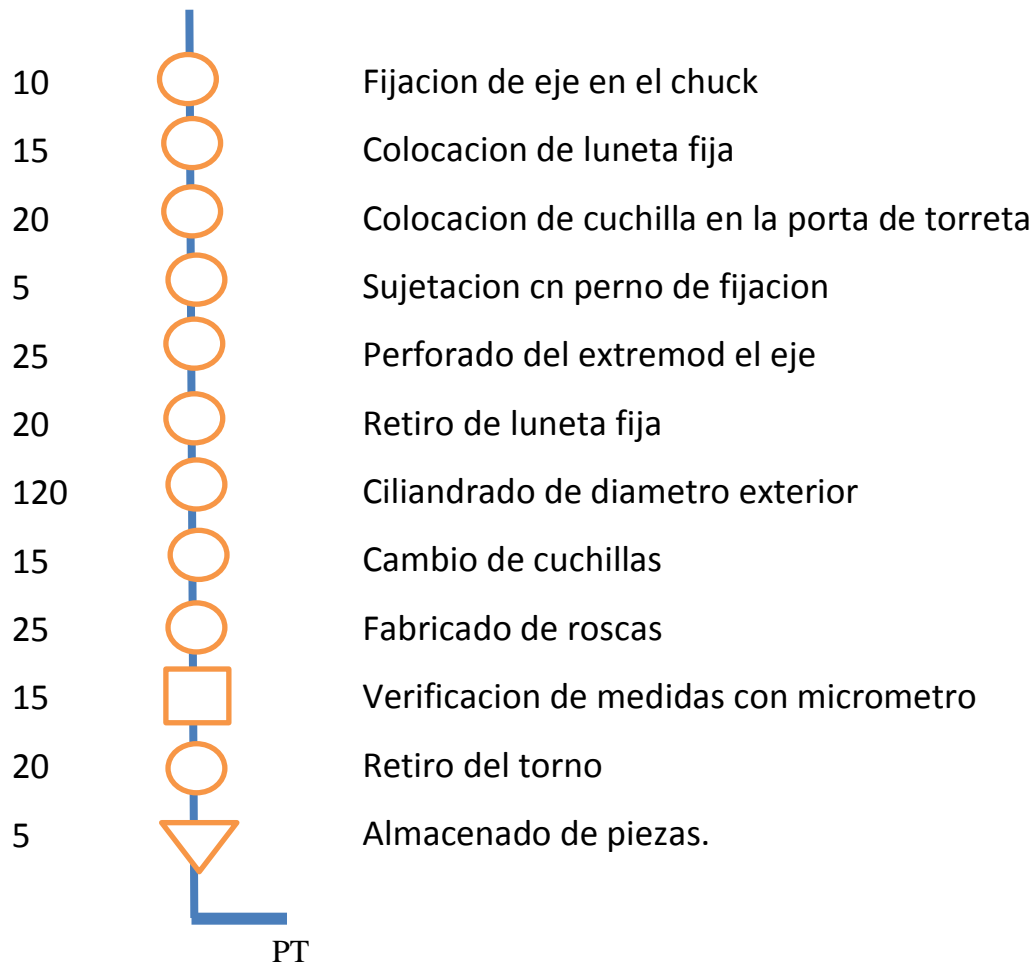 10 Fijacion de eje en el chuck
15 Colocacion de luneta fija
20 Colocacion de cuchilla en la porta de torreta
5 Sujetacion cn perno de fijacion
25 Perforado del extremod el eje
20 Retiro de luneta fija
120 Ciliandrado de diametro exterior
15 Cambio de cuchillas
25 Fabricado de roscas
15 Verificacion de medidas con micrometro
20 Retiro del torno
5 Almacenado de piezas.
PT